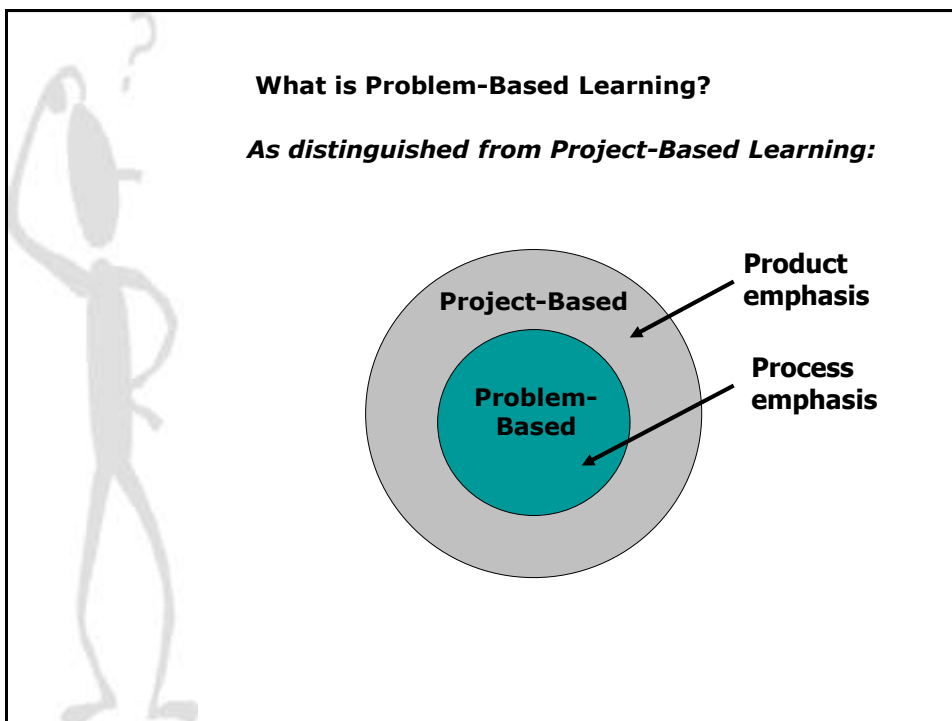 ?
What is Problem-Based Learning?
As distinguished from Project-Based Learning:
Product
emphasis
Project-Based
Process
emphasis
Problem-
Based